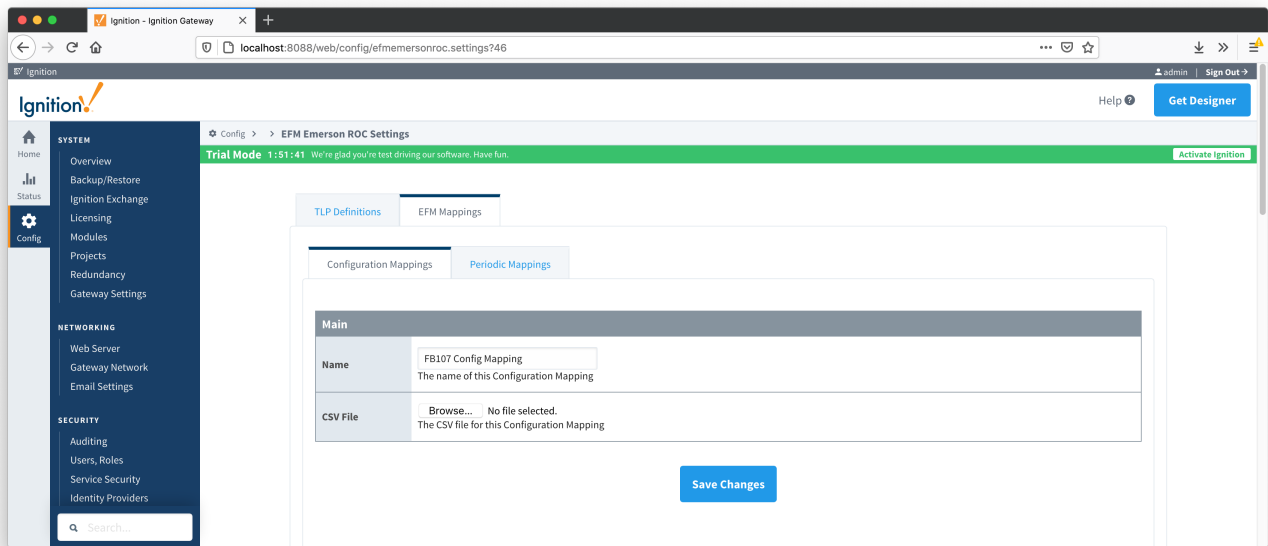 Ignition - Ignition Gateway
localhost:8088/web/config/efmemersonroc.settings?46
Ignition
admin | Sign Out
Ignition!
Help
Get Designer
Home
Status
Config
SYSTEM
Overview
Backup/Restore
Ignition Exchange
Licensing
Modules
Projects
Redundancy
Gateway Settings
NETWORKING
Web Server
Gateway Network
Email Settings
SECURITY
Auditing
Users, Roles
Service Security
Identity Providers
Search...
Config > > EFM Emerson ROC Settings
Trial Mode 1:51:41 We're glad you're test driving our software. Have fun.
Activate Ignition
TLP Definitions
EFM Mappings
Configuration Mappings
Periodic Mappings
Main
Name
FB107 Config Mapping
The name of this Configuration Mapping
CSV File
Browse... No file selected.
The CSV file for this Configuration Mapping
Save Changes